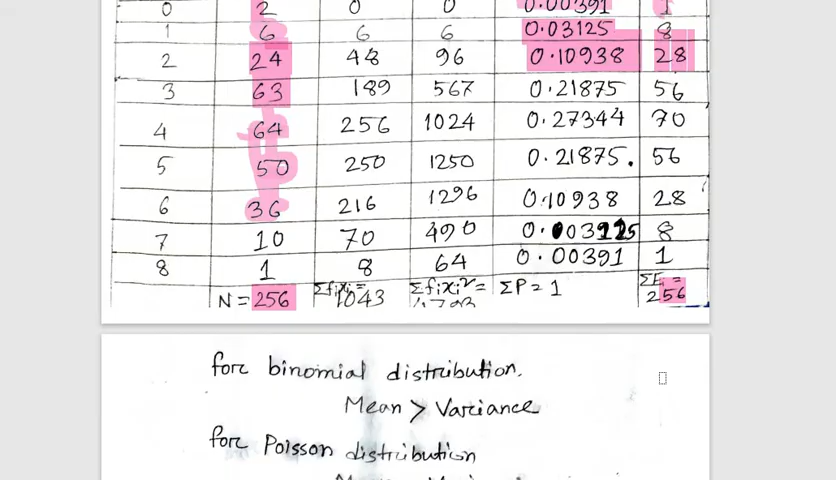 0 2 0 0 0.00391 1
1 6 6 6 0.03125 8
2 24 48 96 0.10938 28
3 63 189 567 0.21875 56
4 64 256 1024 0.27344 70
5 50 250 1250 0.21875. 56
6 36 216 1296 0.10938 28
7 10 70 490 8
8 1 8 64 0.00391 1
N = 256 Σfixi= 1043 Σfixi²= ΣP = 1 ΣE = 256
for binomial distribution.
Mean > Variance
for Poisson distribution